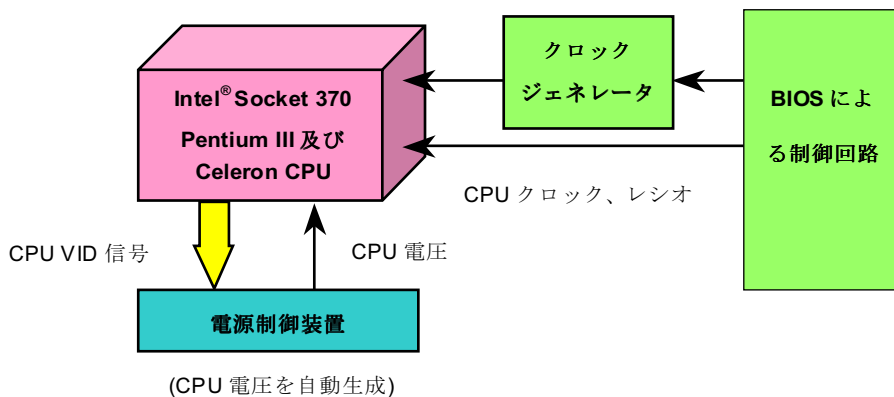 クロック
ジェネレータ
BIOS によ
る制御回路
Intel® Socket 370
Pentium III 及び
Celeron CPU
CPU クロック、レシオ
CPU VID 信号
CPU 電圧
電源制御装置
(CPU 電圧を自動生成)